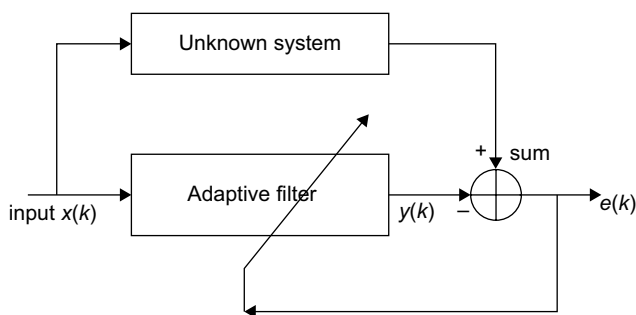 Unknown system
+
sum
Adaptive filter
input x(k)
y(k)
–
e(k)